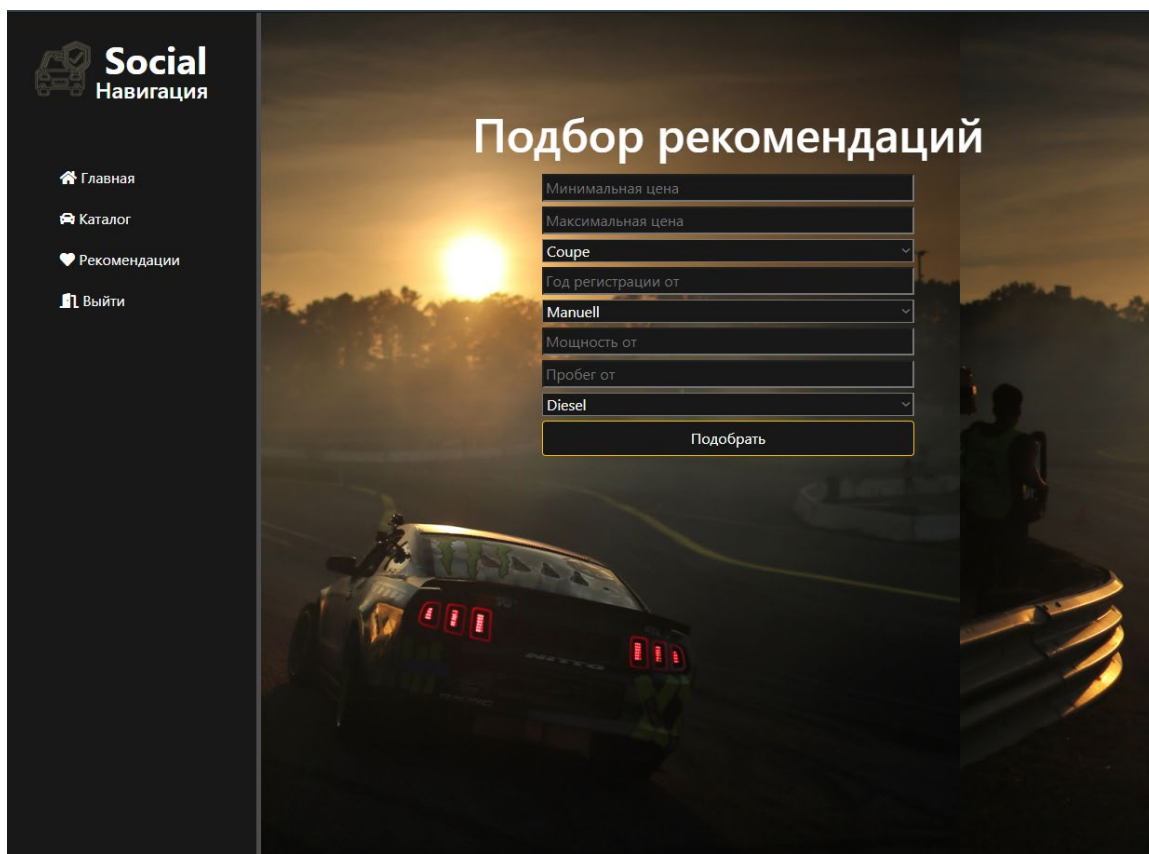 Social
Навигация
Главная
Каталог
Рекомендации
Выйти
Подбор рекомендаций
Минимальная цена
Максимальная цена
Coupe
Год регистрации от
Manuell
Мощность от
Пробег от
Diesel
Подобрать
NITTO